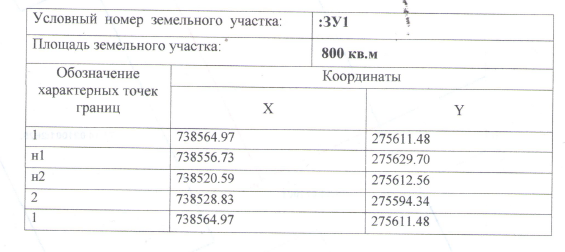 Условный номер земельного участка: :ЗУ1
Площадь земельного участка: 800 кв.м
Обозначение характерных точек границ
Координаты
X Y
1 738564.97 275611.48
н1 738556.73 275629.70
н2 738520.59 275612.56
2 738528.83 275594.34
1 738564.97 275611.48